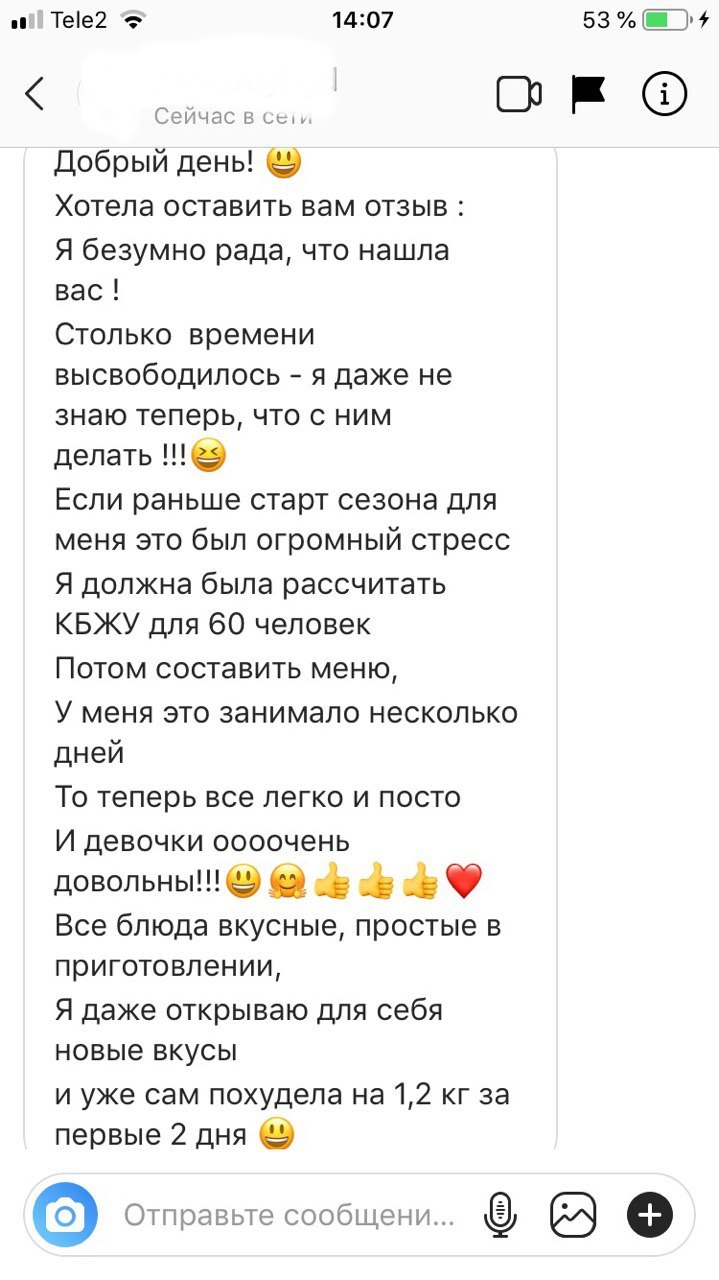 Tele2
14:07
53 %
Сейчас в сети
Добрый день! 😃
Хотела оставить вам отзыв :
Я безумно рада, что нашла
вас !
Столько  времени
высвободилось - я даже не
знаю теперь, что с ним
делать !!!😆
Если раньше старт сезона для
меня это был огромный стресс
Я должна была рассчитать
КБЖУ для 60 человек
Потом составить меню,
У меня это занимало несколько
дней
То теперь все легко и посто
И девочки оооочень
довольны!!!😃🤗👍👍👍❤️
Все блюда вкусные, простые в
приготовлении,
Я даже открываю для себя
новые вкусы
и уже сам похудела на 1,2 кг за
первые 2 дня 😃
Отправьте сообщени...